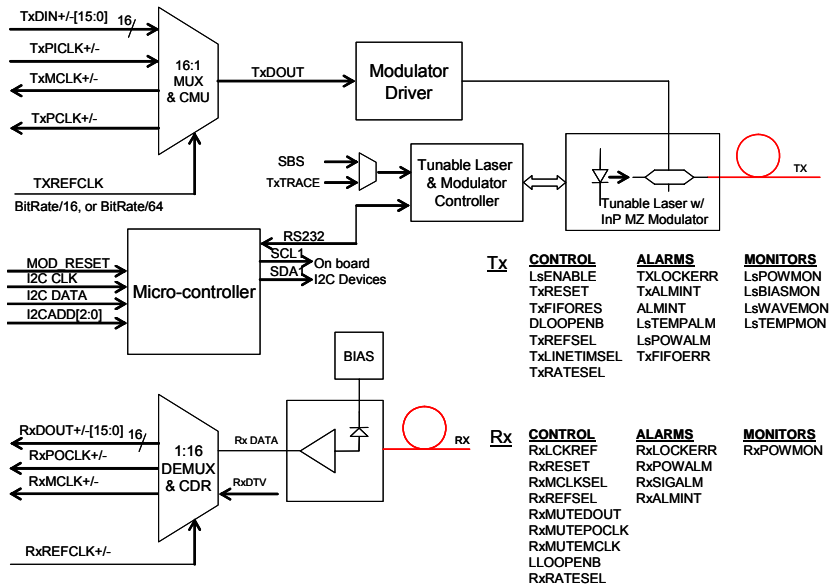 TxDIN+/-[15:0] 16
TxPICLK+/-
TxMCLK+/-
TxPCLK+/-
16:1
MUX
& CMU
TxDOUT
Modulator
Driver
TXREFCLK
BitRate/16, or BitRate/64
SBS
TxTRACE
Tunable Laser
& Modulator
Controller
Tunable Laser w/
InP MZ Modulator
TX
RS232
SCL1
SDA1
On board
I2C Devices
MOD_RESET
I2C CLK
I2C DATA
I2CADD[2:0]
Micro-controller
Tx
CONTROL
LsENABLE
TxRESET
TxFIFORES
DLOOPENB
TxREFSEL
TxLINETIMSEL
TxRATESEL
ALARMS
TXLOCKERR
TxALMINT
ALMINT
LsTEMPALM
LsPOWALM
TxFIFOERR
MONITORS
LsPOWMON
LsBIASMON
LsWAVEMON
LsTEMPMON
BIAS
RxDOUT+/-[15:0] 16
RxPOCLK+/-
RxMCLK+/-
1:16
DEMUX
& CDR
Rx DATA
RxDTV
RxREFCLK+/-
RX
Rx
CONTROL
RxLCKREF
RxRESET
RxMCLKSEL
RxREFSEL
RxMUTEDOUT
RxMUTEPOCLK
RxMUTEMCLK
LLOOPENB
RxRATESEL
ALARMS
RxLOCKERR
RxPOWALM
RxSIGALM
RxALMINT
MONITORS
RxPOWMON